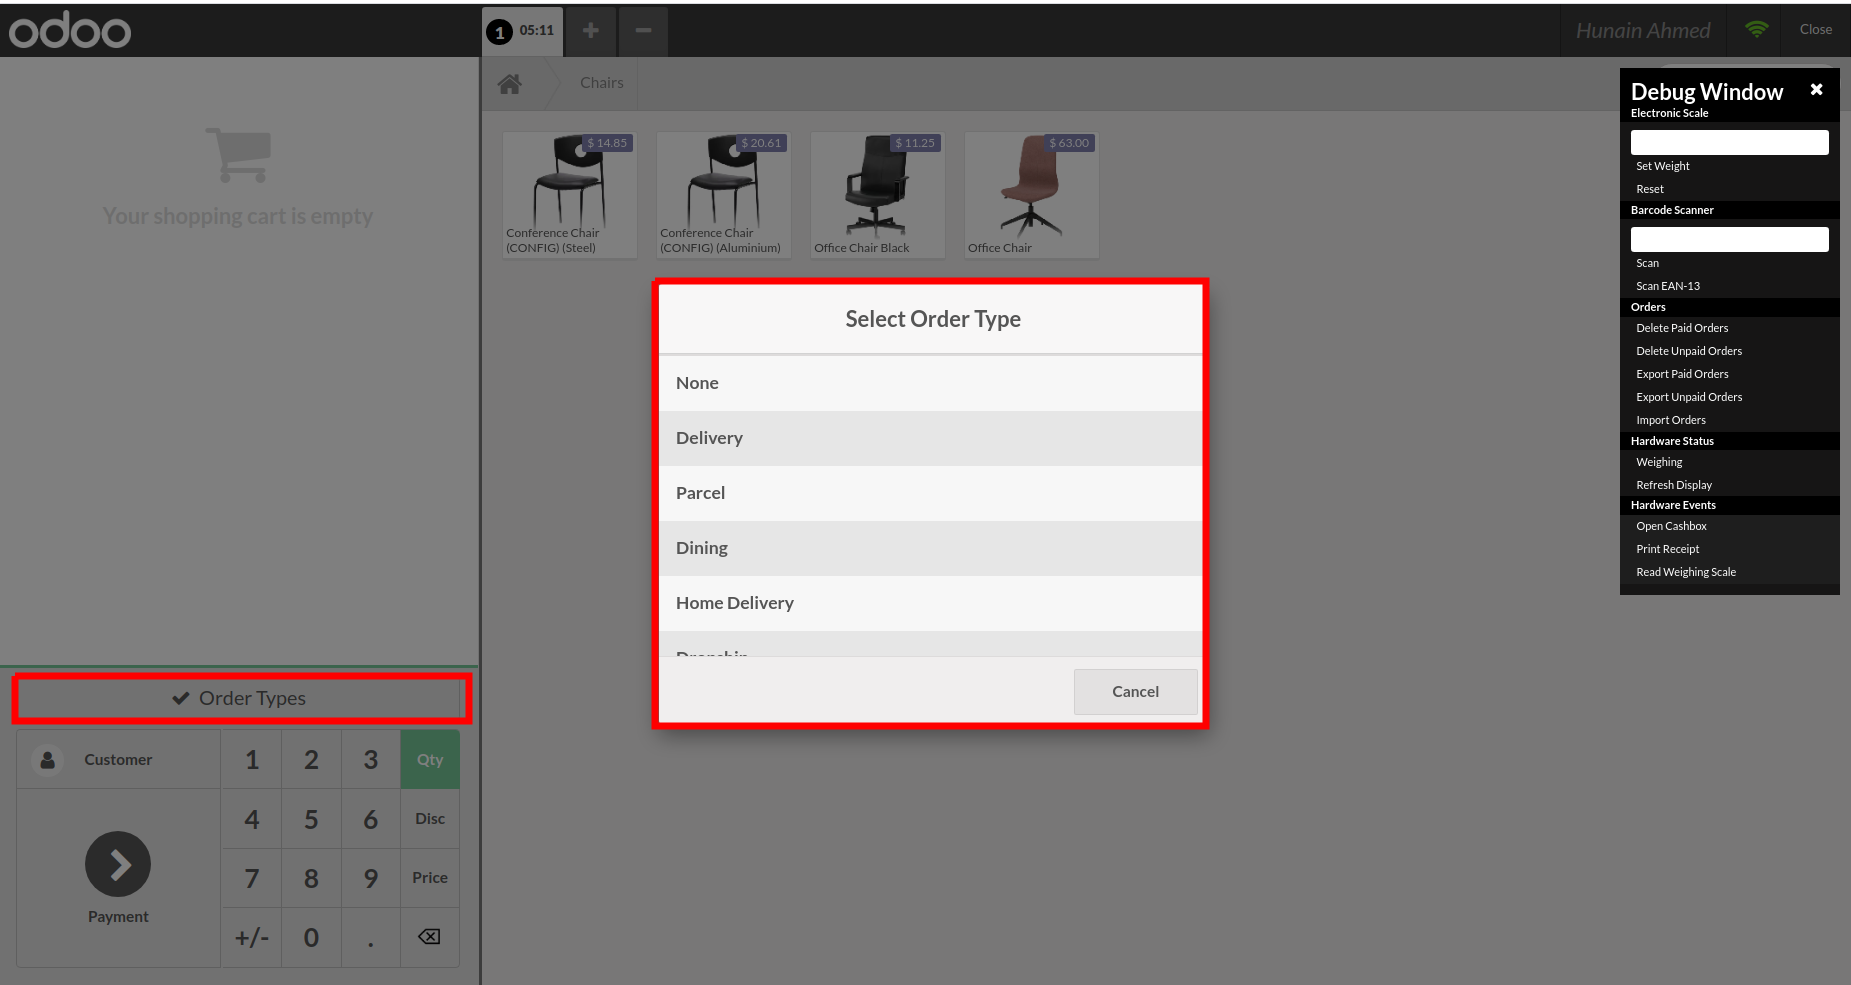 odoo
1 05:11
Hunain Ahmed
Close
Chairs
Your shopping cart is empty
$ 14.85
Conference Chair
(CONFIG) (Steel)
$ 20.61
Conference Chair
(CONFIG) (Aluminium)
$ 11.25
Office Chair Black
$ 63.00
Office Chair
Select Order Type
None
Delivery
Parcel
Dining
Home Delivery
Dropship
Cancel
Order Types
Customer
Payment
1 2 3 Qty
4 5 6 Disc
7 8 9 Price
+/- 0 .
Debug Window
Electronic Scale
Set Weight
Reset
Barcode Scanner
Scan
Scan EAN-13
Orders
Delete Paid Orders
Delete Unpaid Orders
Export Paid Orders
Export Unpaid Orders
Import Orders
Hardware Status
Weighing
Refresh Display
Hardware Events
Open Cashbox
Print Receipt
Read Weighing Scale